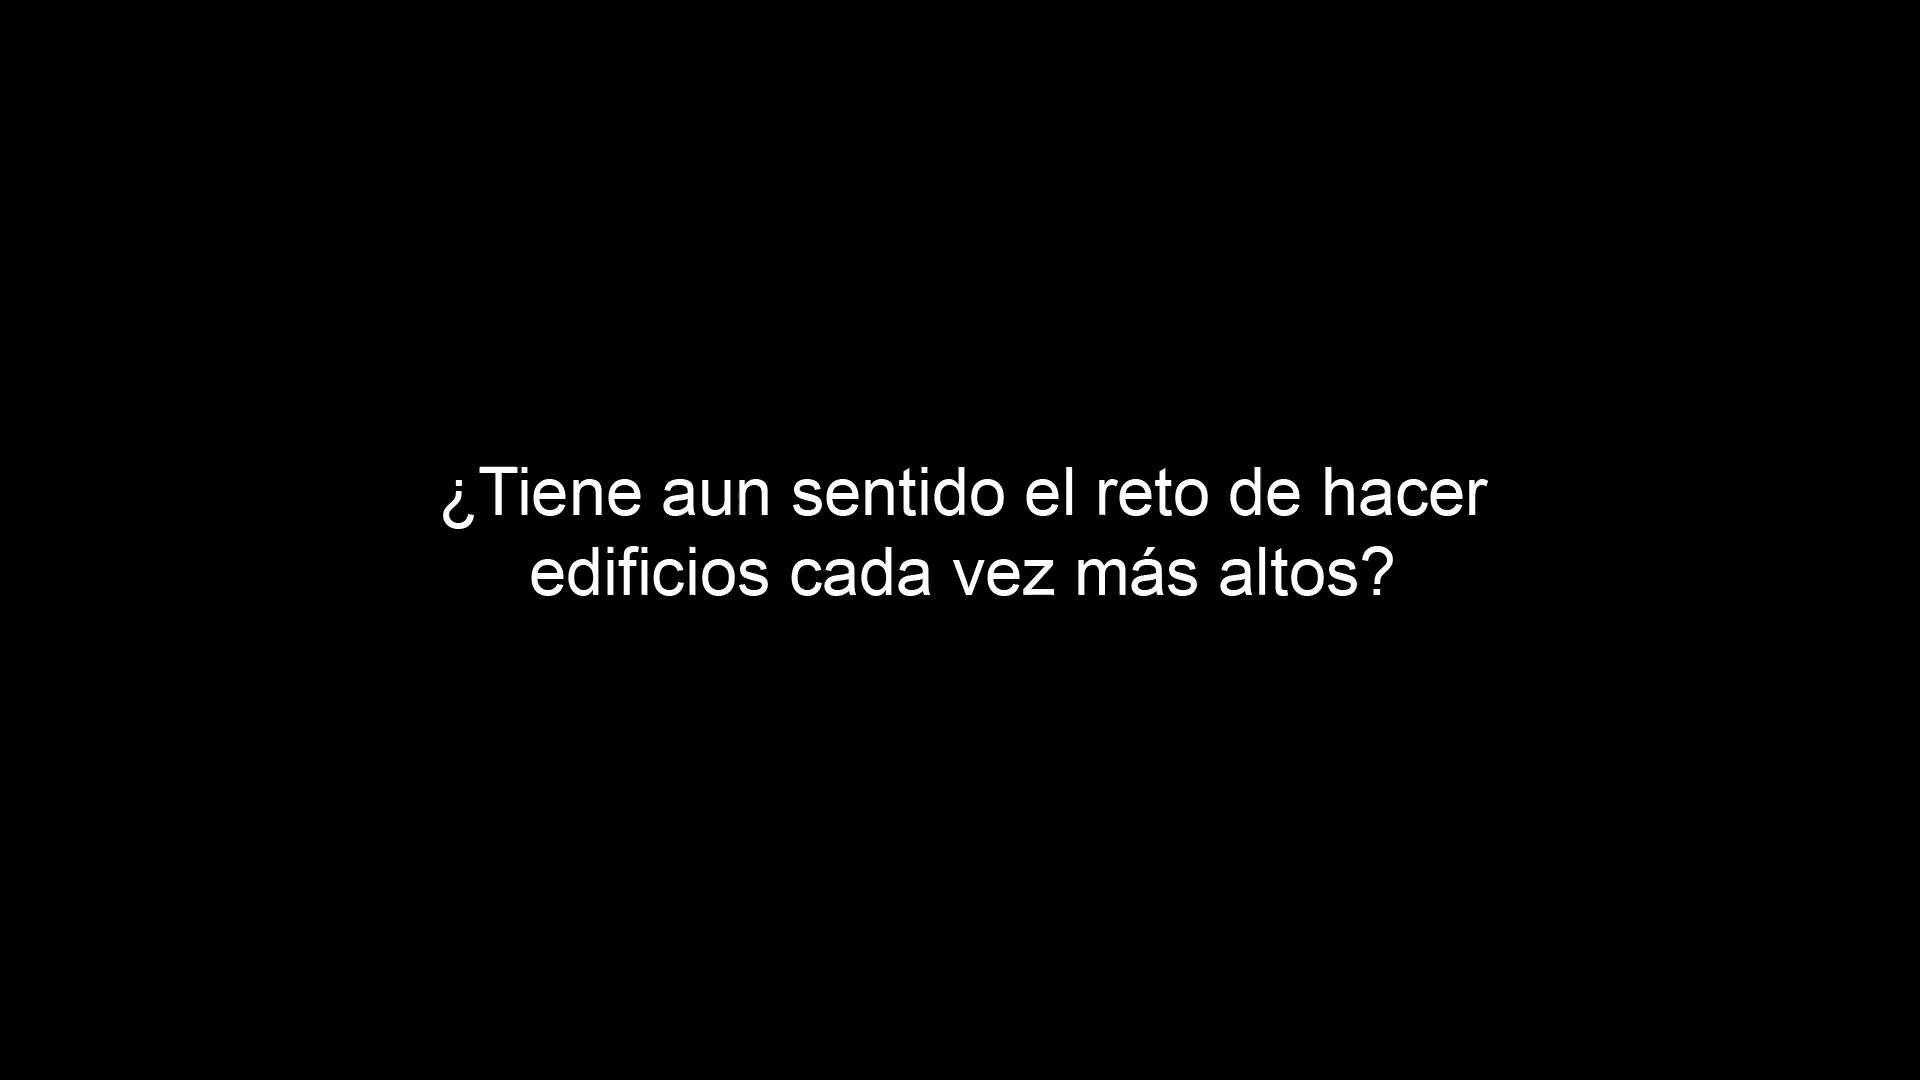 ¿Tiene aun sentido el reto de hacer
edificios cada vez más altos?